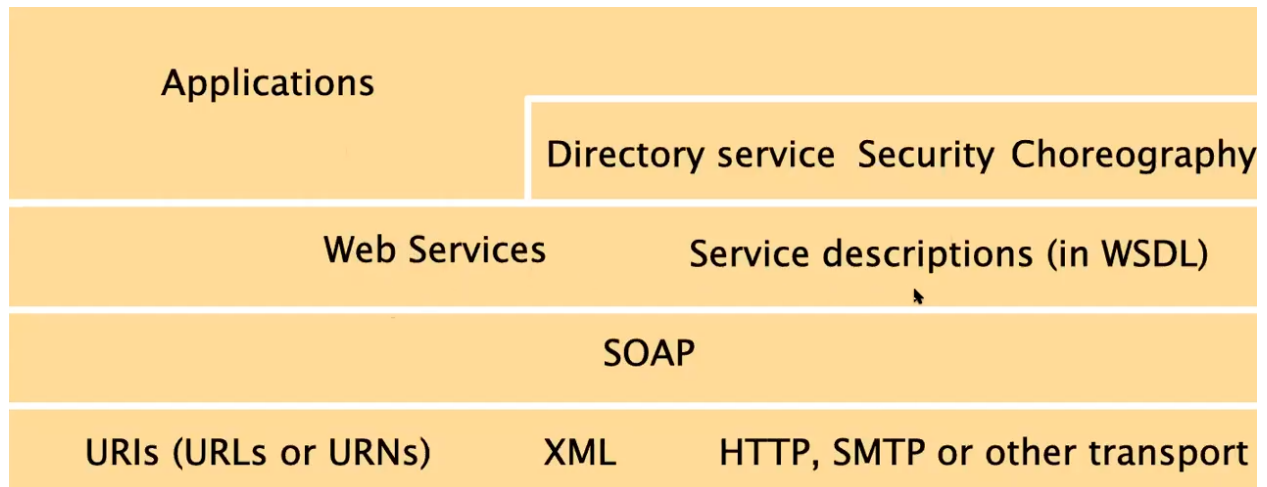 Applications
Directory service Security Choreography
Web Services Service descriptions (in WSDL)
SOAP
URIs (URLs or URNs) XML HTTP, SMTP or other transport